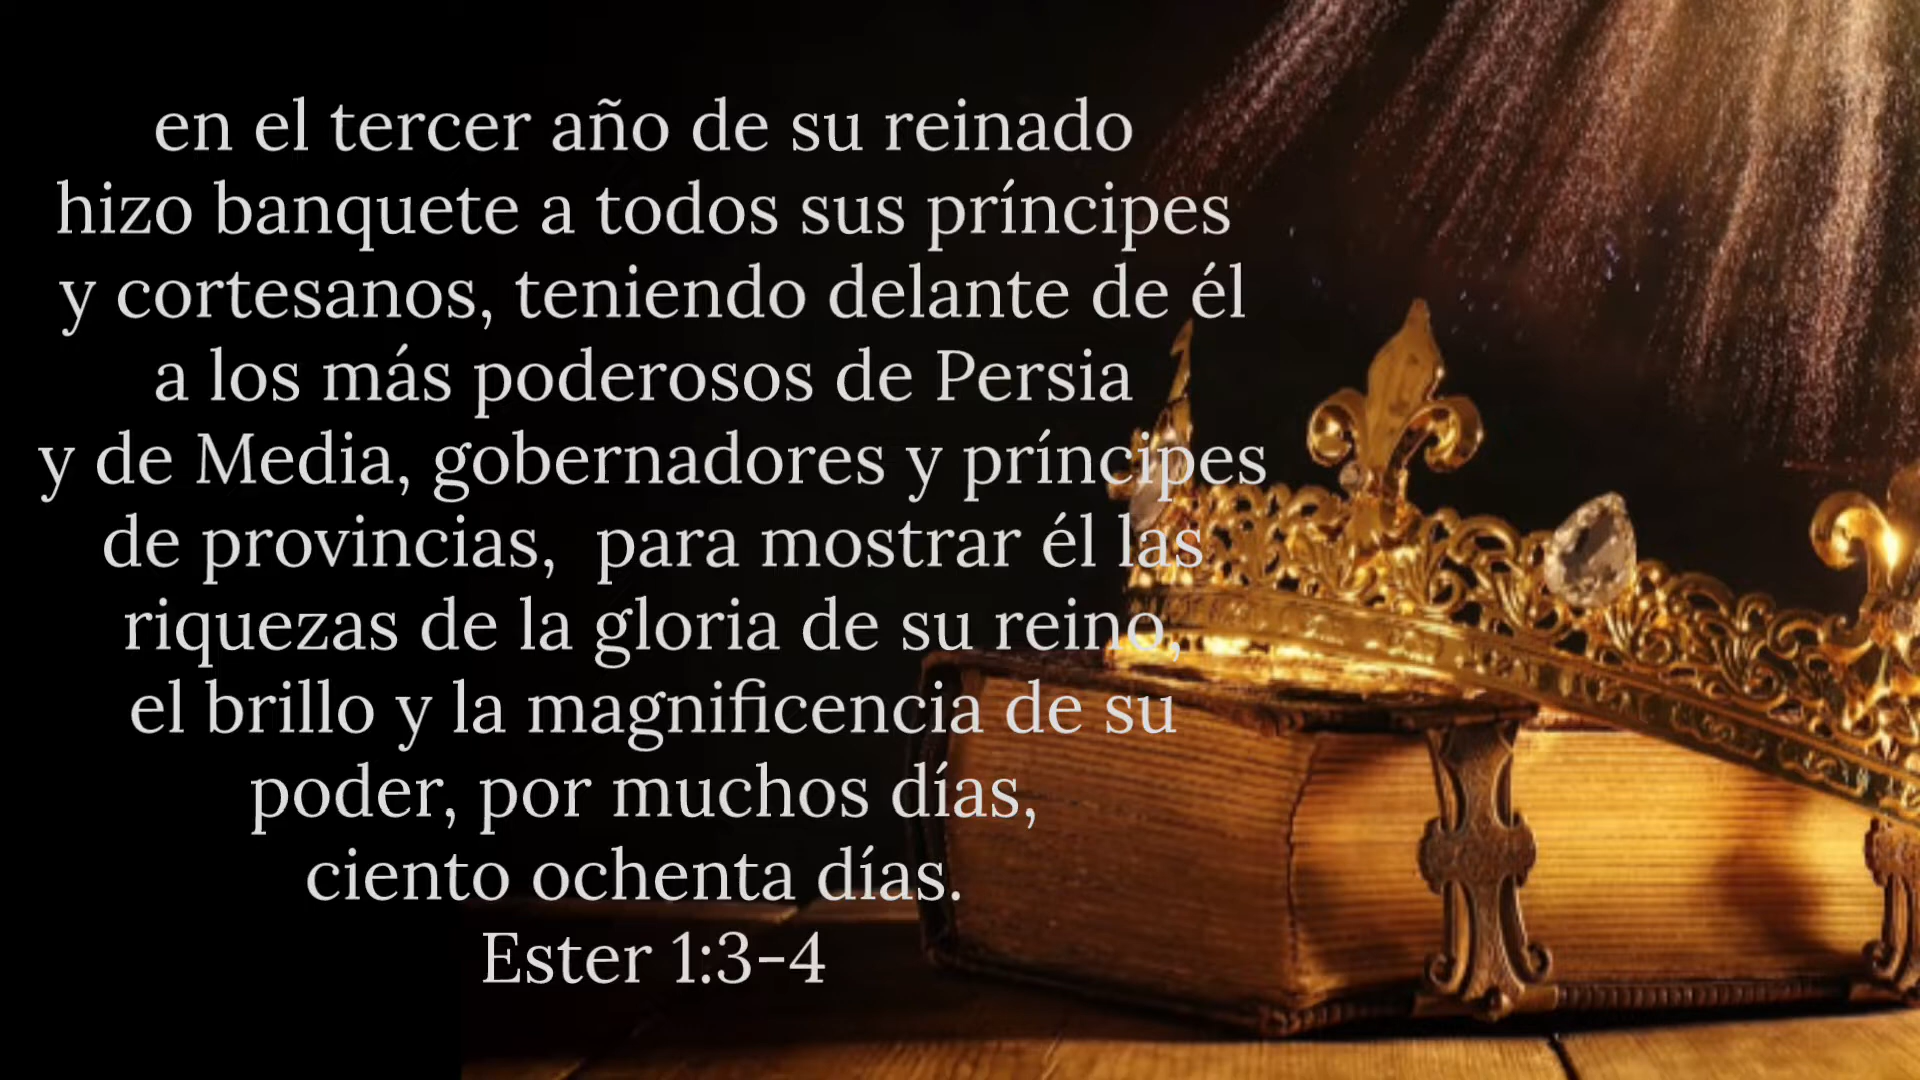 en el tercer año de su reinado
hizo banquete a todos sus príncipes
y cortesanos, teniendo delante de él
a los más poderosos de Persia
y de Media, gobernadores y príncipes
de provincias,  para mostrar él las
riquezas de la gloria de su reino,
el brillo y la magnificencia de su
poder, por muchos días,
ciento ochenta días.
Ester 1:3-4